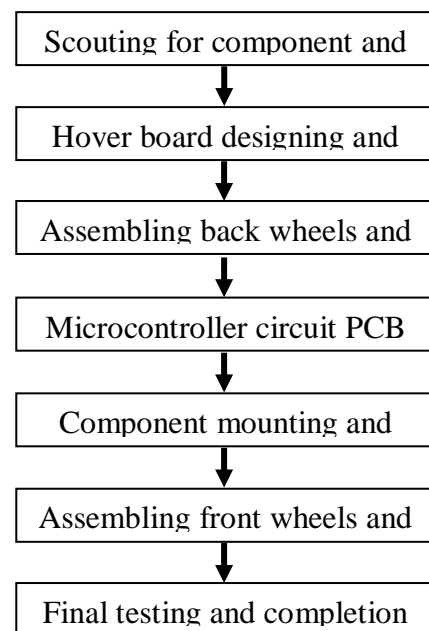 Scouting for component and
Hover board designing and
Assembling back wheels and
Microcontroller circuit PCB
Component mounting and
Assembling front wheels and
Final testing and completion